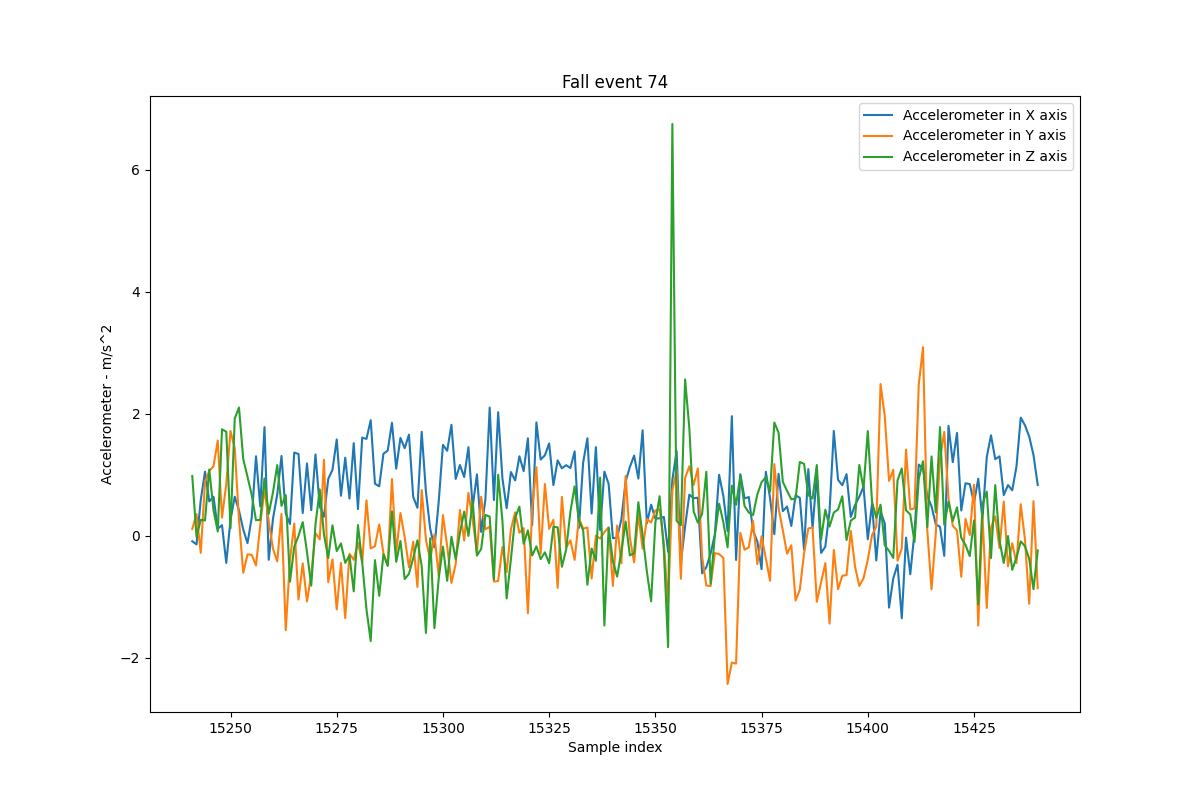 Fall event 74
Accelerometer in X axis
Accelerometer in Y axis
Accelerometer in Z axis
6
4
2
0
−2
Accelerometer - m/s^2
15250 15275 15300 15325 15350 15375 15400 15425
Sample index